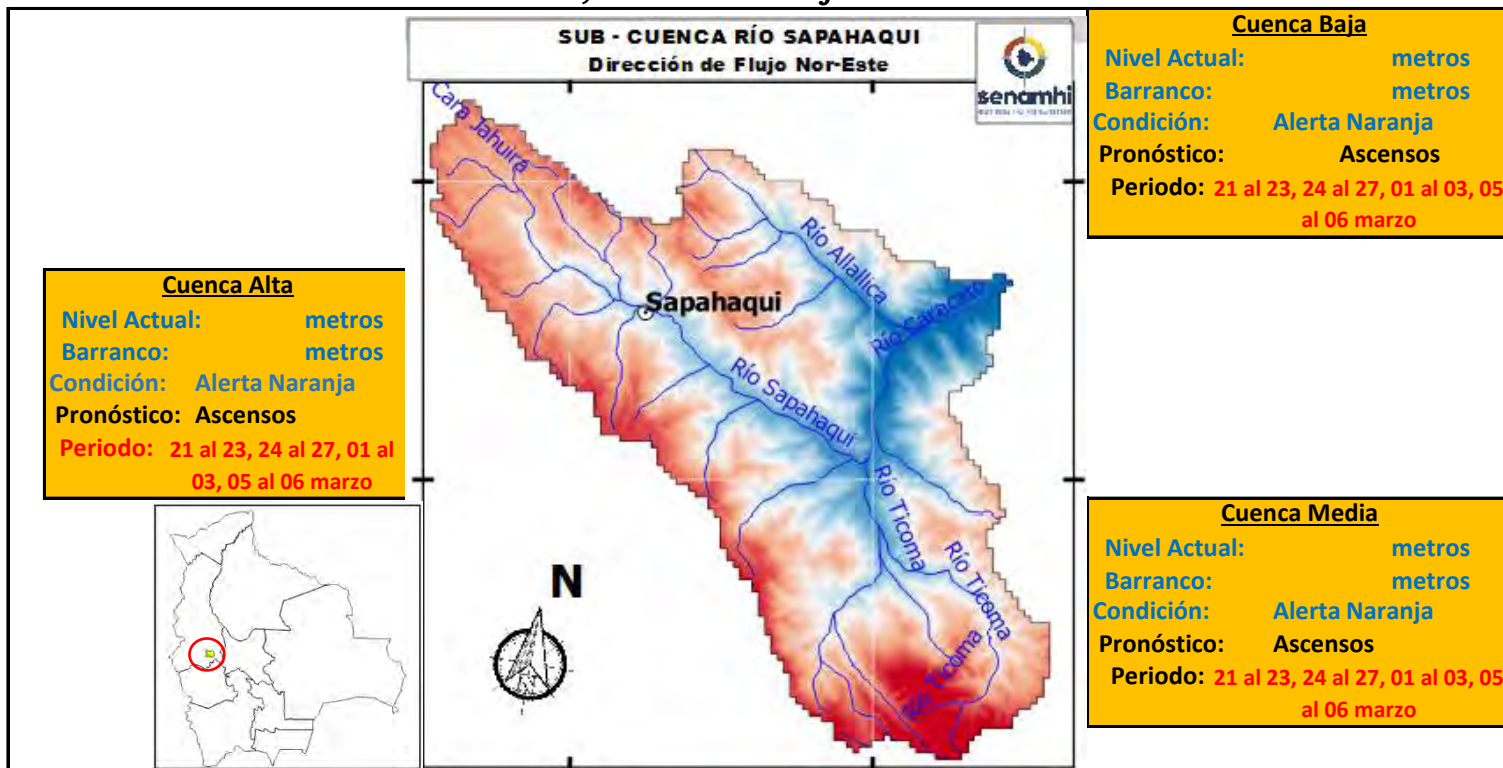 SUB - CUENCA RÍO SAPAHAQUI
Dirección de Flujo Nor-Este
senamhi
Cuenca Baja
Nivel Actual: metros
Barranco: metros
Condición: Alerta Naranja
Pronóstico: Ascensos
Periodo: 21 al 23, 24 al 27, 01 al 03, 05
al 06 marzo
Cuenca Alta
Nivel Actual: metros
Barranco: metros
Condición: Alerta Naranja
Pronóstico: Ascensos
Periodo: 21 al 23, 24 al 27, 01 al
03, 05 al 06 marzo
Cara Jahuira
Río Allallica
Sapahaqui
Río Saracato
Río Sapahaqui
Río Ticoma
Río Ticoma
Río Ticoma
N
Cuenca Media
Nivel Actual: metros
Barranco: metros
Condición: Alerta Naranja
Pronóstico: Ascensos
Periodo: 21 al 23, 24 al 27, 01 al 03, 05
al 06 marzo